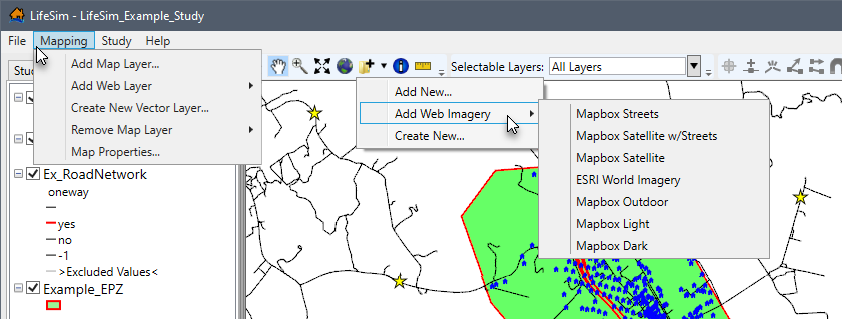 LifeSim - LifeSim_Example_Study
File Mapping Study Help
Add Map Layer...
Add Web Layer
Create New Vector Layer...
Remove Map Layer
Map Properties...
Selectable Layers: All Layers
Add New...
Add Web Imagery
Create New...
Mapbox Streets
Mapbox Satellite w/Streets
Mapbox Satellite
ESRI World Imagery
Mapbox Outdoor
Mapbox Light
Mapbox Dark
Ex_RoadNetwork
oneway
yes
no
-1
>Excluded Values<
Example_EPZ